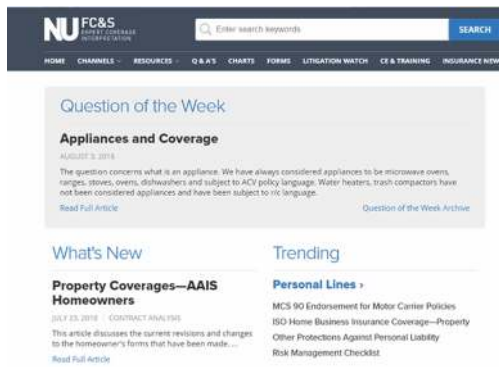 NU FC&S
EXPERT COVERAGE
INTERPRETATION
Enter search keywords
SEARCH
HOME CHANNELS RESOURCES Q & A'S CHARTS FORMS LITIGATION WATCH CE & TRAINING INSURANCE NEW
Question of the Week
Appliances and Coverage
AUGUST 3, 2018
The question concerns what is an appliance. We have always considered appliances to be microwave ovens,
ranges, stoves, ovens, dishwashers and subject to ACV policy language. Water heaters, trash compactors have
not been considered appliances and have been subject to r/c language.
Read Full Article
Question of the Week Archive
What's New
Property Coverages—AAIS
Homeowners
JULY 23, 2018 | CONTRACT ANALYSIS
This article discusses the current revisions and changes
to the homeowner's forms that have been made. ...
Read Full Article
Trending
Personal Lines ›
MCS 90 Endorsement for Motor Carrier Policies
ISO Home Business Insurance Coverage—Property
Other Protections Against Personal Liability
Risk Management Checklist